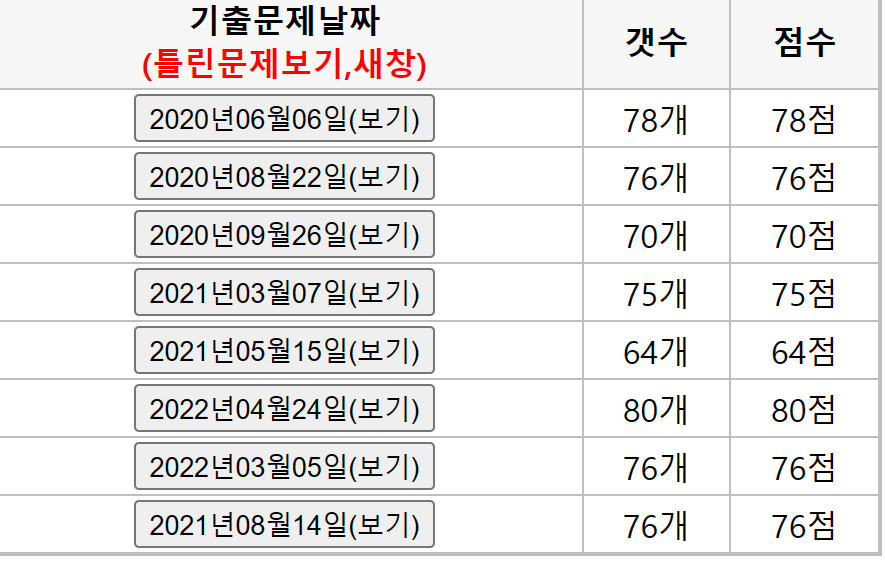 기출문제날짜
(틀린문제보기,새창)
갯수
점수
2020년06월06일(보기) 78개 78점
2020년08월22일(보기) 76개 76점
2020년09월26일(보기) 70개 70점
2021년03월07일(보기) 75개 75점
2021년05월15일(보기) 64개 64점
2022년04월24일(보기) 80개 80점
2022년03월05일(보기) 76개 76점
2021년08월14일(보기) 76개 76점